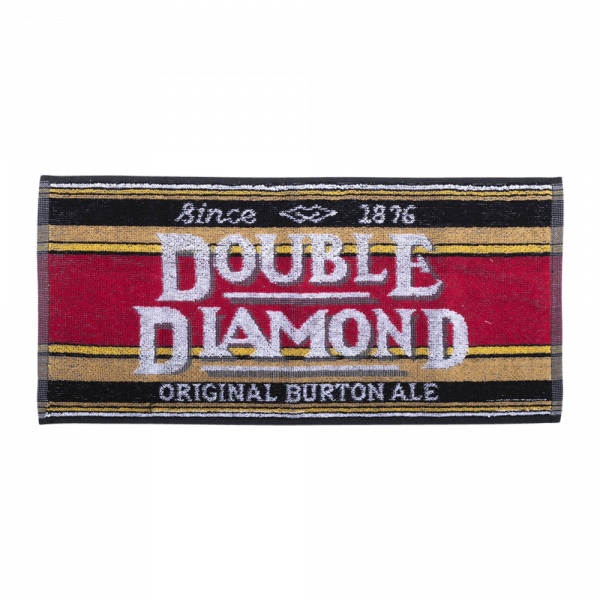 Since 1876
DOUBLE
DIAMOND
ORIGINAL BURTON ALE